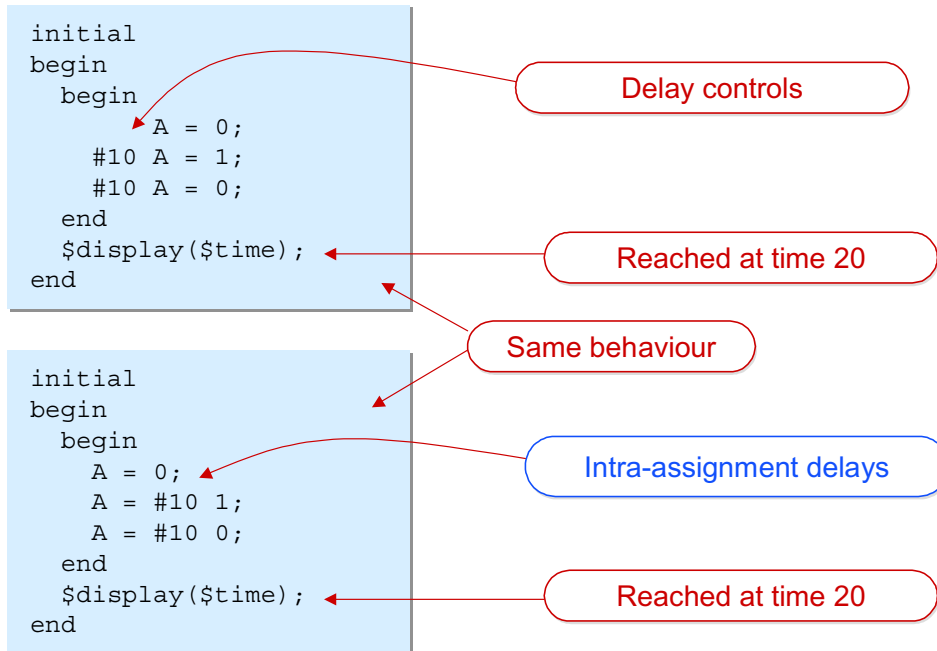 initial
begin
begin
A = 0;
#10 A = 1;
#10 A = 0;
end
$display($time);
end
Delay controls
Reached at time 20
Same behaviour
initial
begin
begin
A = 0;
A = #10 1;
A = #10 0;
end
$display($time);
end
Intra-assignment delays
Reached at time 20